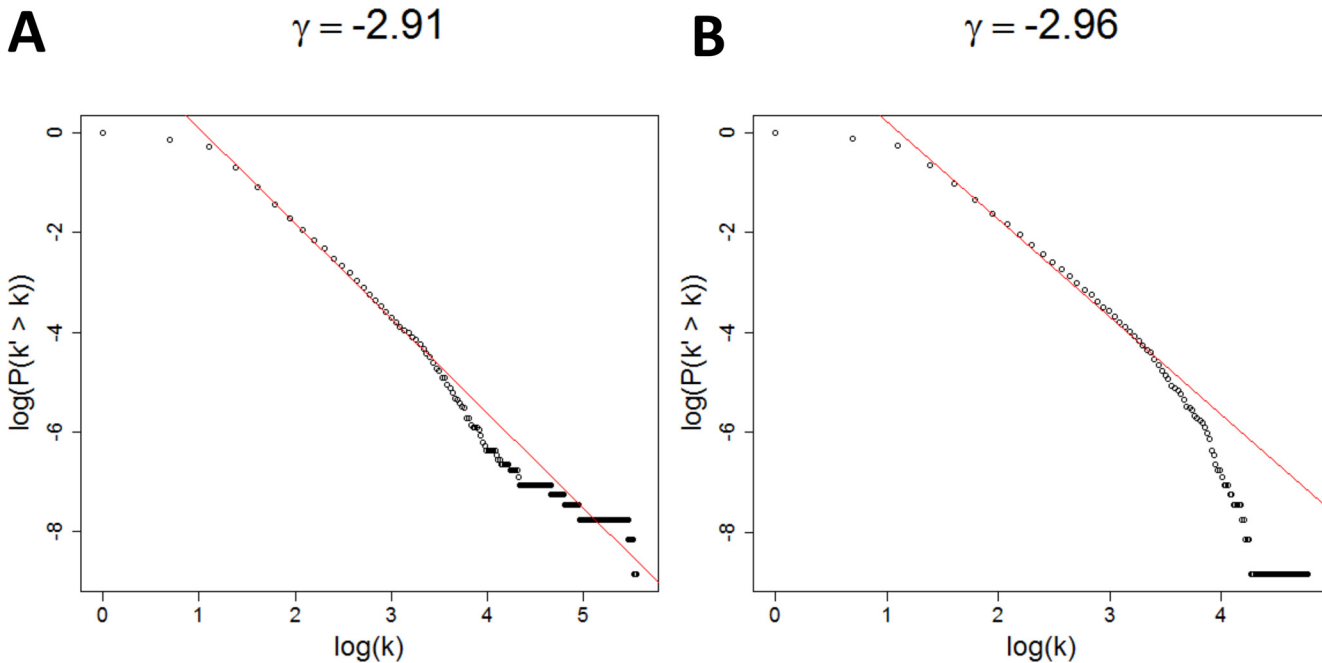 A
γ = -2.91
0
-2
-4
-6
-8
log(P(k' > k))
0 1 2 3 4 5
log(k)
B
γ = -2.96
0
-2
-4
-6
-8
log(P(k' > k))
0 1 2 3 4
log(k)